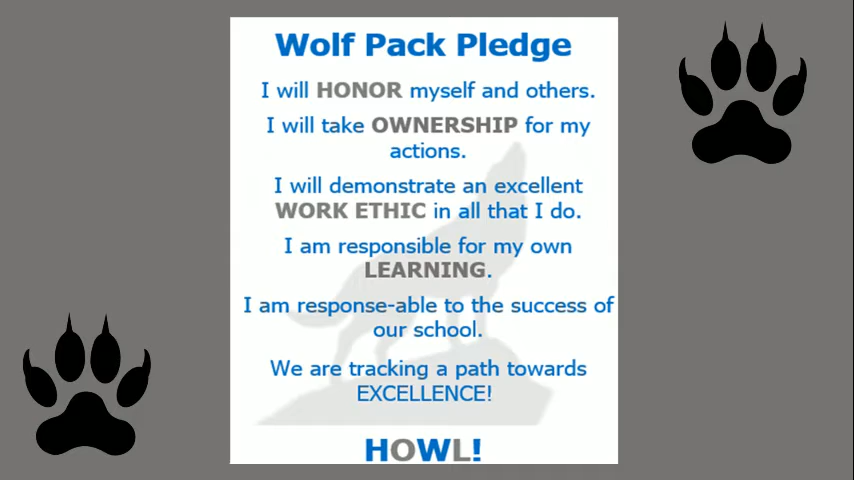 Wolf Pack Pledge
I will HONOR myself and others.
I will take OWNERSHIP for my
actions.
I will demonstrate an excellent
WORK ETHIC in all that I do.
I am responsible for my own
LEARNING.
I am response-able to the success of
our school.
We are tracking a path towards
EXCELLENCE!
HOWL!